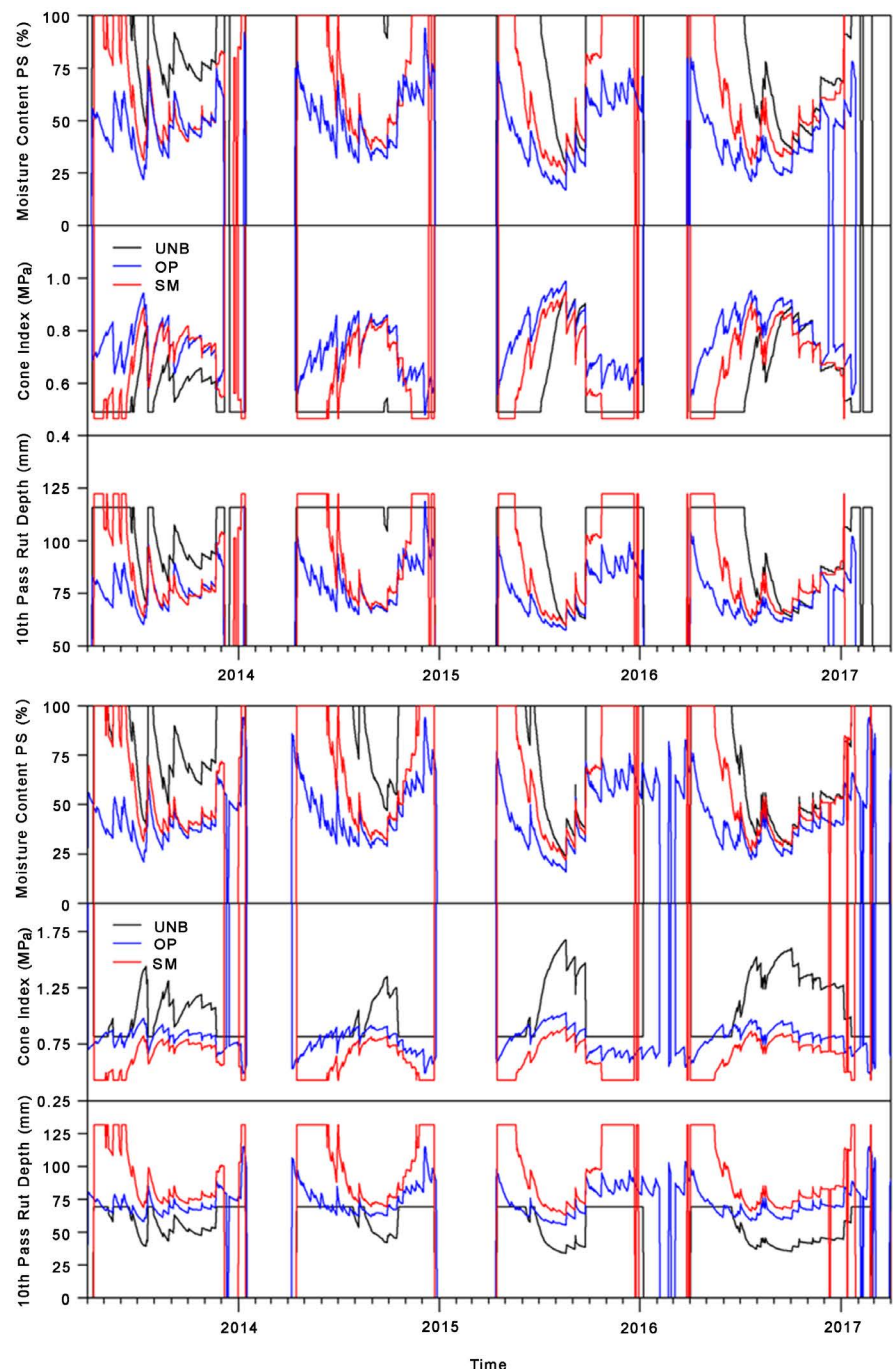 Moisture Content PS (%)
100
75
50
25
0
Cone Index (MPa)
UNB
OP
SM
1.0
0.8
0.6
0.4
10th Pass Rut Depth (mm)
125
100
75
50
2014
2015
2016
2017
Moisture Content PS (%)
100
75
50
25
0
Cone Index (MPa)
UNB
OP
SM
1.75
1.25
0.75
0.25
10th Pass Rut Depth (mm)
125
100
75
50
25
0
2014
2015
2016
2017
Time